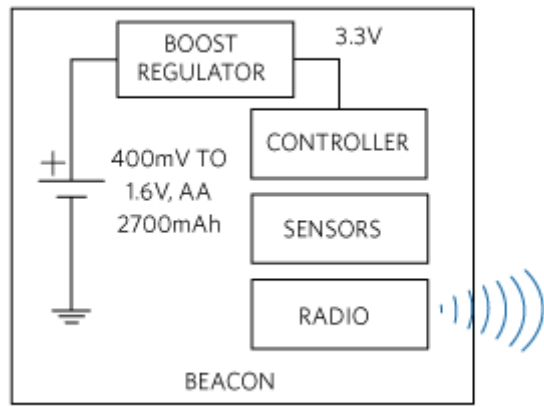 BOOST
REGULATOR
3.3V
+
400mV TO
1.6V, AA
2700mAh
CONTROLLER
SENSORS
RADIO
BEACON